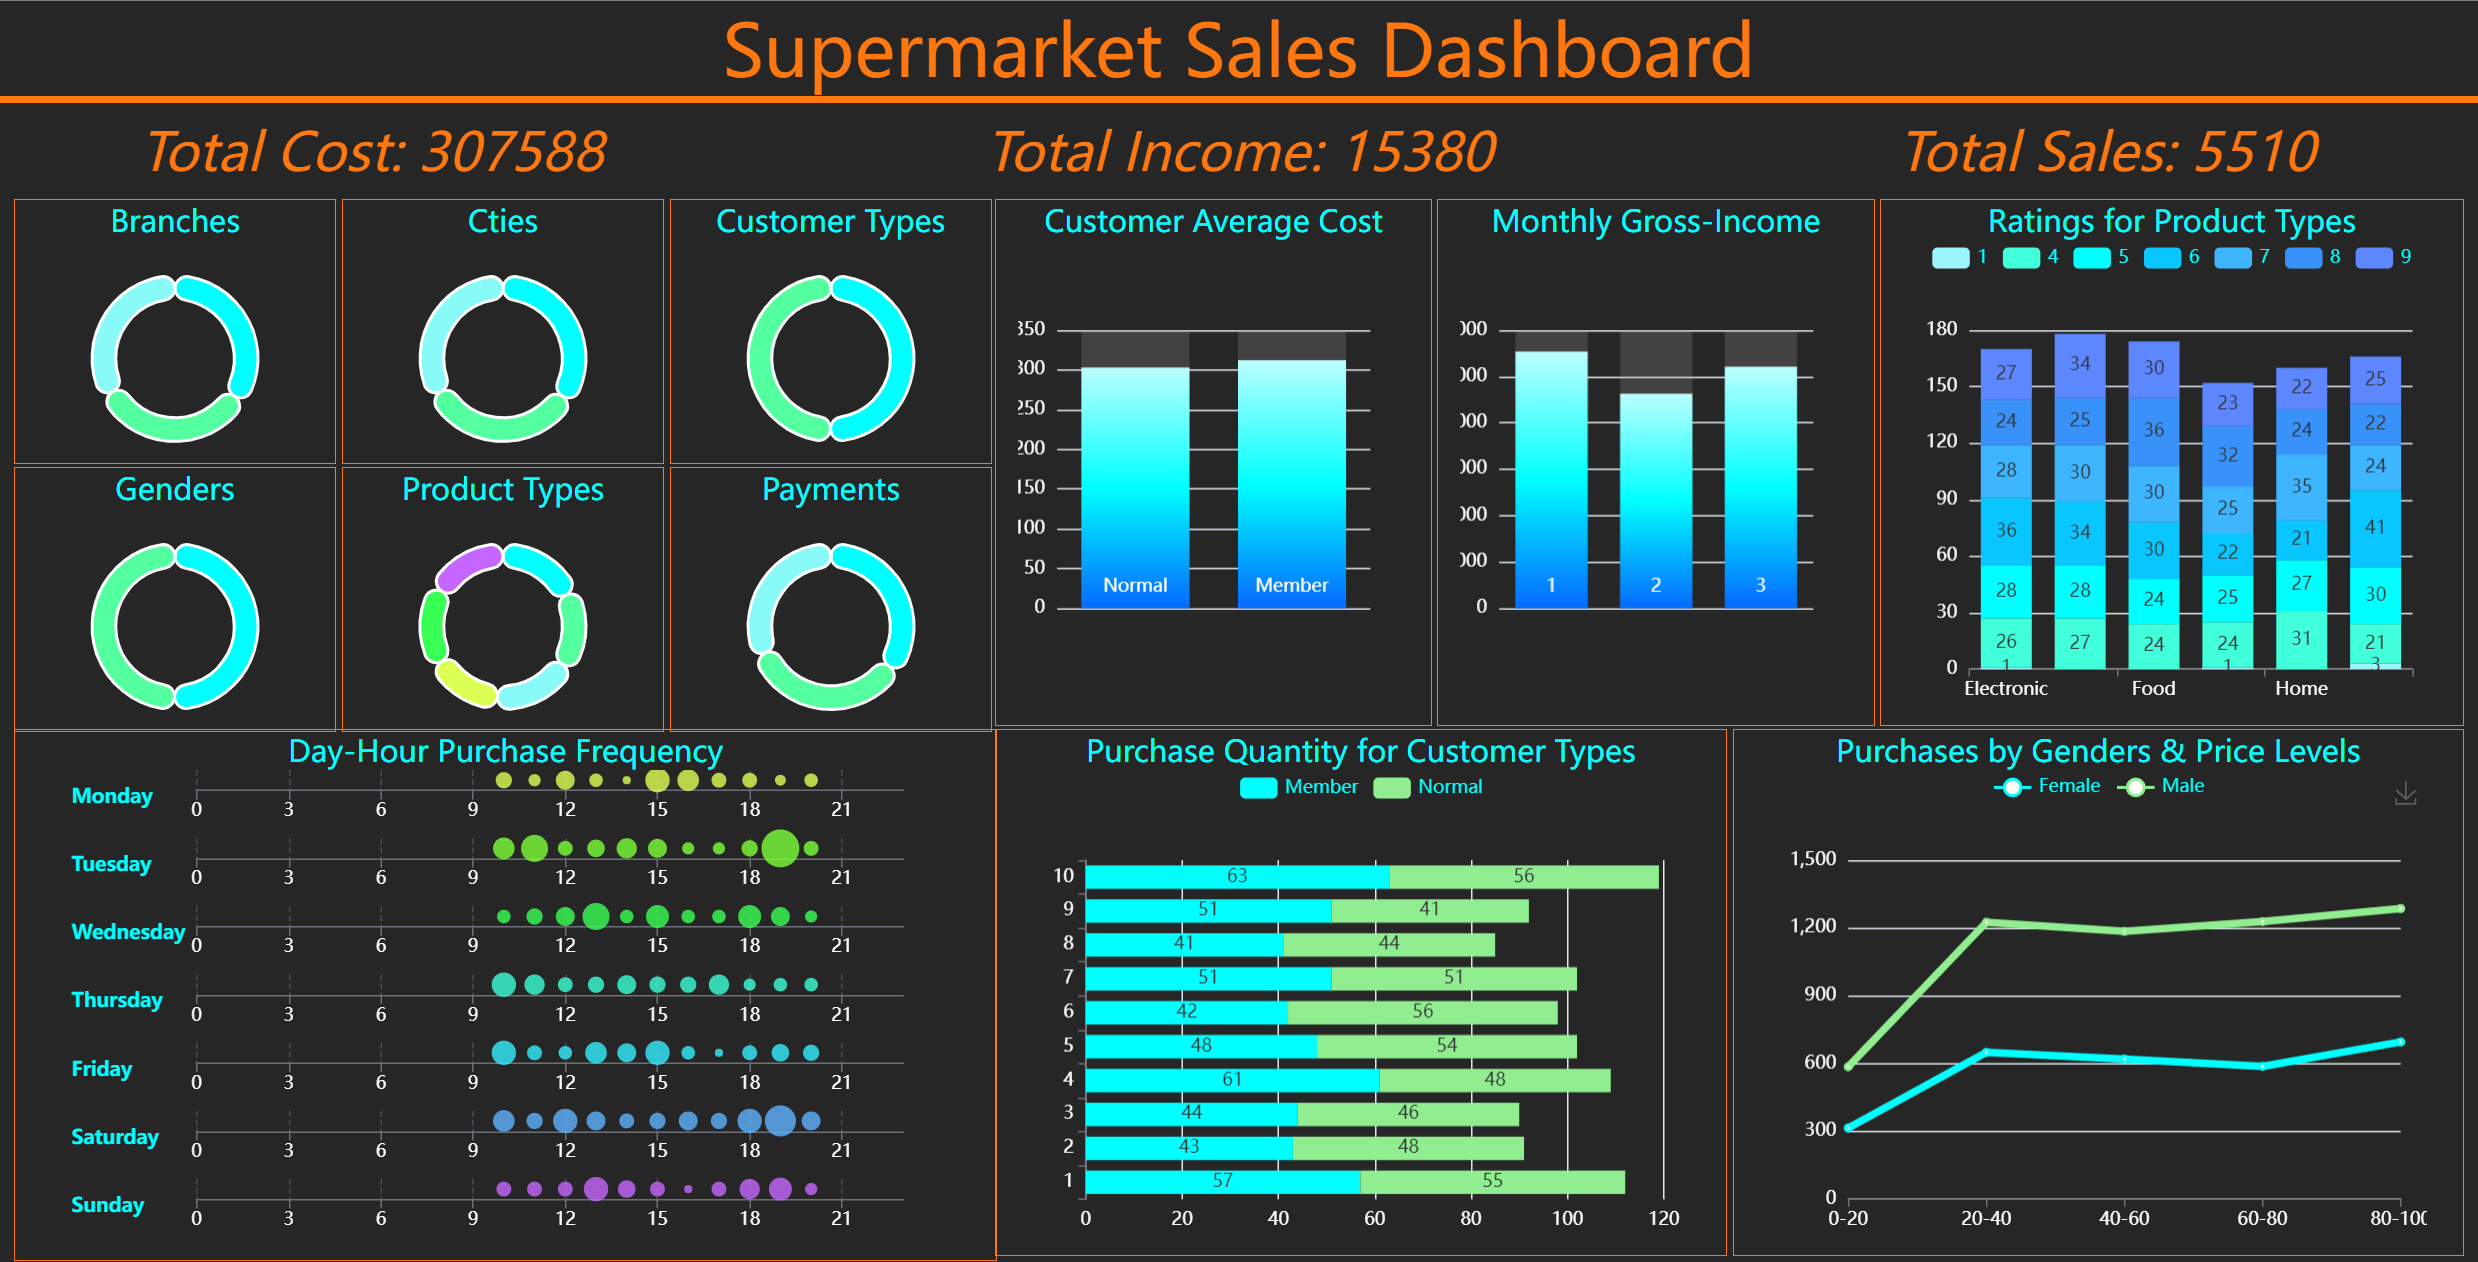 Supermarket Sales Dashboard
Total Cost: 307588
Total Income: 15380
Total Sales: 5510
Branches
Cties
Customer Types
Genders
Product Types
Payments
Customer Average Cost
350
300
250
200
150
100
50
0
Normal
Member
Monthly Gross-Income
000
000
000
000
000
000
0
1
2
3
Ratings for Product Types
1 4 5 6 7 8 9
180
150
120
90
60
30
0
27 24 28 36 28 26 1
34 25 30 34 28 27
30 36 30 30 24 24
23 32 25 22 25 24 1
22 24 35 21 27 31
25 22 24 41 30 21 3
Electronic Food Home
Day-Hour Purchase Frequency
Monday
0 3 6 9 12 15 18 21
Tuesday
0 3 6 9 12 15 18 21
Wednesday
0 3 6 9 12 15 18 21
Thursday
0 3 6 9 12 15 18 21
Friday
0 3 6 9 12 15 18 21
Saturday
0 3 6 9 12 15 18 21
Sunday
0 3 6 9 12 15 18 21
Purchase Quantity for Customer Types
Member Normal
10 63 56
9 51 41
8 41 44
7 51 51
6 42 56
5 48 54
4 61 48
3 44 46
2 43 48
1 57 55
0 20 40 60 80 100 120
Purchases by Genders & Price Levels
Female Male
1,500
1,200
900
600
300
0
0-20 20-40 40-60 60-80 80-100